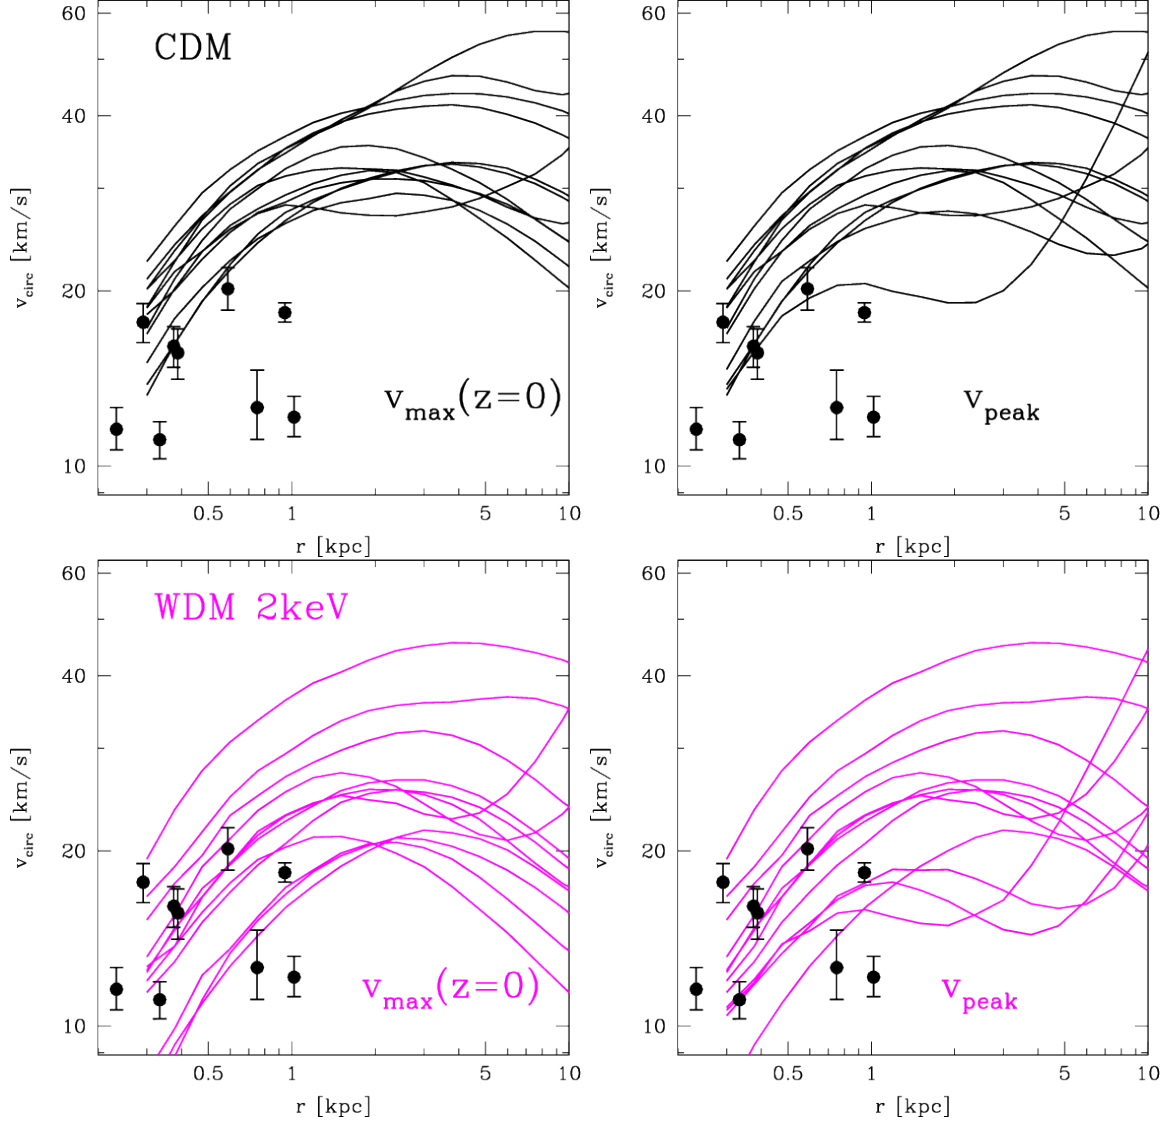 60
40
20
10
v_circ [km/s]
CDM
v_max(z=0)
0.5 1 5 10
r [kpc]
60
40
20
10
v_circ [km/s]
v_peak
0.5 1 5 10
r [kpc]
60
40
20
10
v_circ [km/s]
WDM 2keV
v_max(z=0)
0.5 1 5 10
r [kpc]
60
40
20
10
v_circ [km/s]
v_peak
0.5 1 5 10
r [kpc]